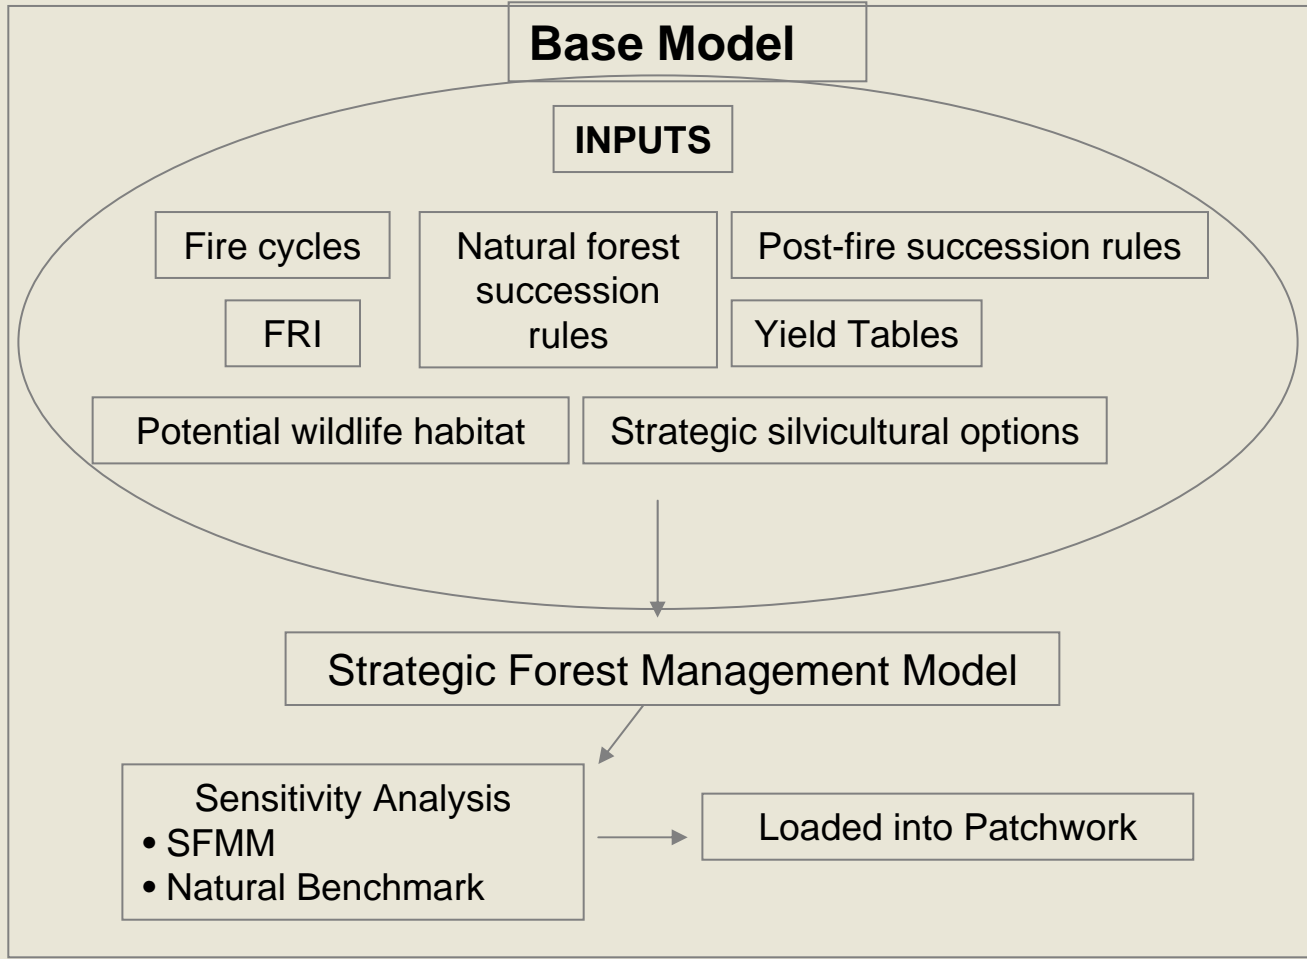 Base Model
INPUTS
Fire cycles
Natural forest
succession
rules
Post-fire succession rules
FRI
Yield Tables
Potential wildlife habitat
Strategic silvicultural options
Strategic Forest Management Model
Sensitivity Analysis
• SFMM
• Natural Benchmark
Loaded into Patchwork